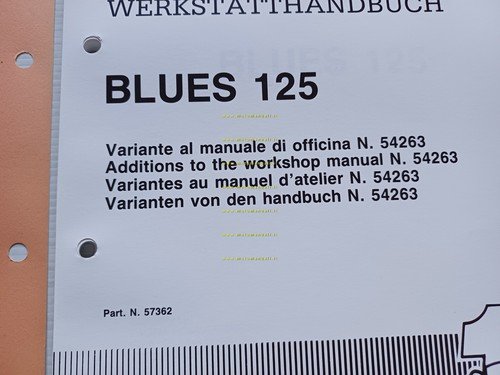 WERKSTATTHANDBUCH
BLUES 125
Variante al manuale di officina N. 54263
Additions to the workshop manual N. 54263
Variantes au manuel d'atelier N. 54263
Varianten von den handbuch N. 54263
Part. N. 57362